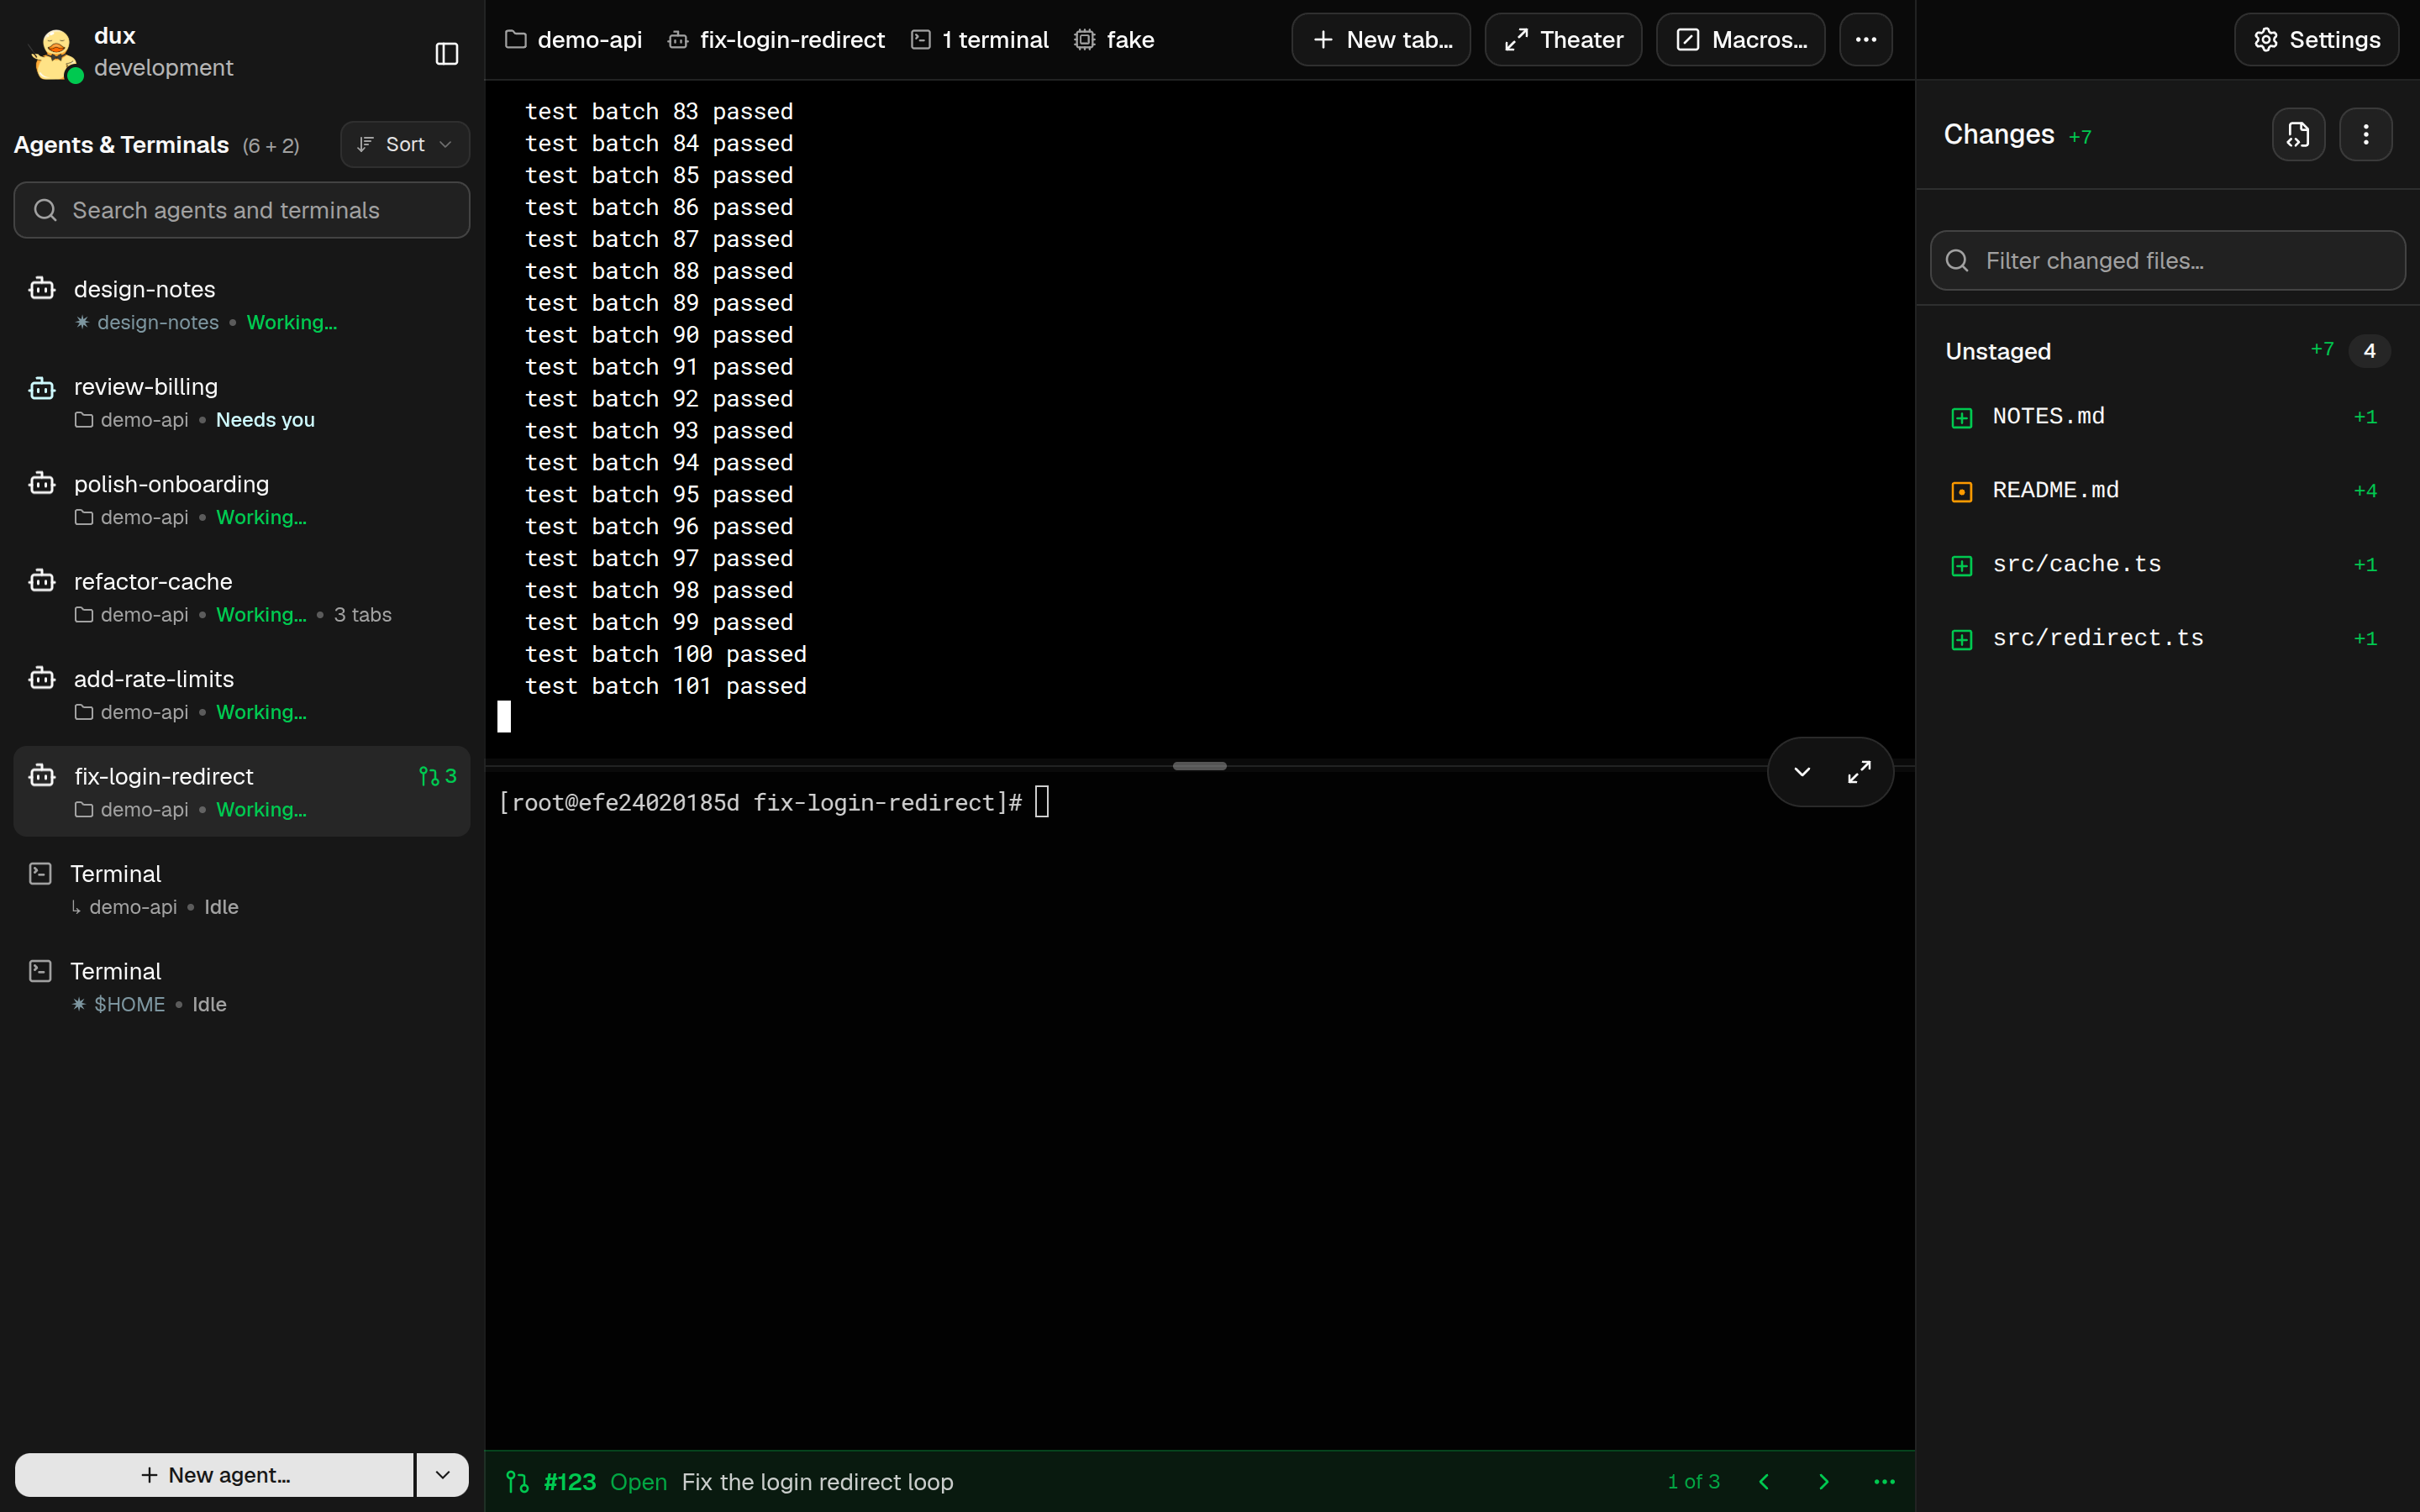 dux
development
Agents & Terminals (6 + 2) Sort
Search agents and terminals
design-notes
design-notes • Working...
review-billing
demo-api • Needs you
polish-onboarding
demo-api • Working...
refactor-cache
demo-api • Working... • 3 tabs
add-rate-limits
demo-api • Working...
fix-login-redirect 3
demo-api • Working...
Terminal
↳ demo-api • Idle
Terminal
$HOME • Idle
+ New agent...
demo-api fix-login-redirect 1 terminal fake + New tab... Theater Macros... ...
test batch 83 passed
test batch 84 passed
test batch 85 passed
test batch 86 passed
test batch 87 passed
test batch 88 passed
test batch 89 passed
test batch 90 passed
test batch 91 passed
test batch 92 passed
test batch 93 passed
test batch 94 passed
test batch 95 passed
test batch 96 passed
test batch 97 passed
test batch 98 passed
test batch 99 passed
test batch 100 passed
test batch 101 passed
[root@efe24020185d fix-login-redirect]#
#123 Open Fix the login redirect loop 1 of 3
Settings
Changes +7
Filter changed files...
Unstaged +7 4
NOTES.md +1
README.md +4
src/cache.ts +1
src/redirect.ts +1